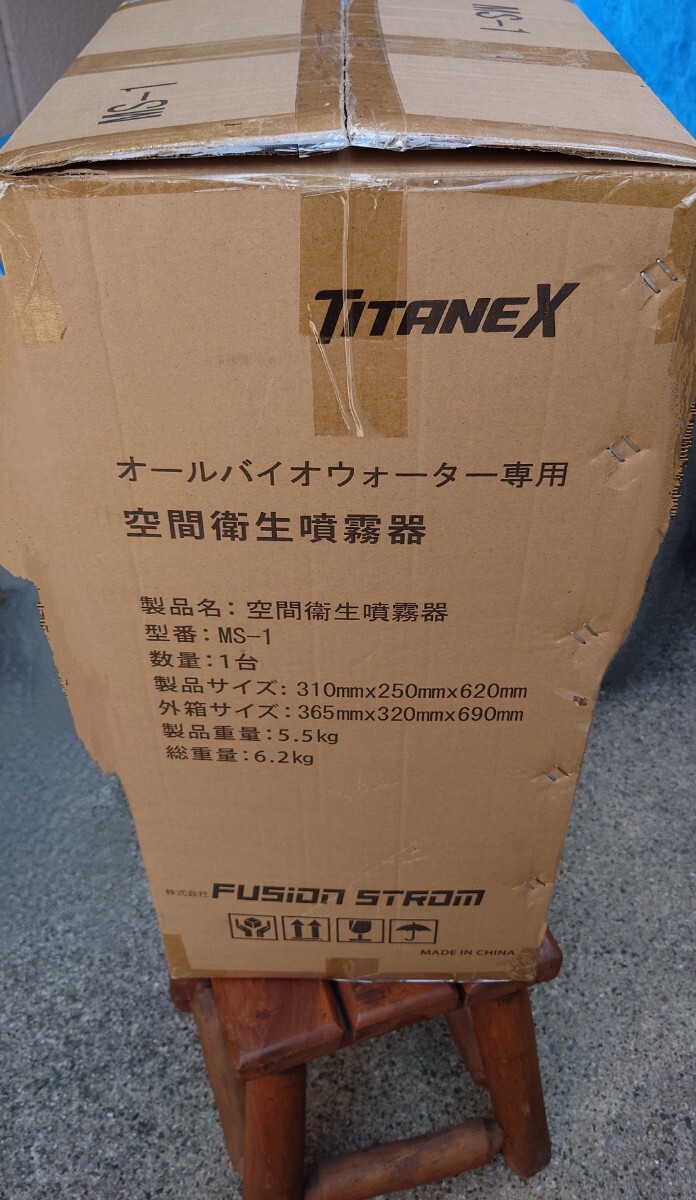 MS-1
MS-1
TITANEX
オールバイオウォーター専用
空間衛生噴霧器
製品名：空間衛生噴霧器
型番：MS-1
数量：1台
製品サイズ：310mmx250mmx620mm
外箱サイズ：365mmx320mmx690mm
製品重量：5.5kg
総重量：6.2kg
株式会社 FUSION STROM
MADE IN CHINA